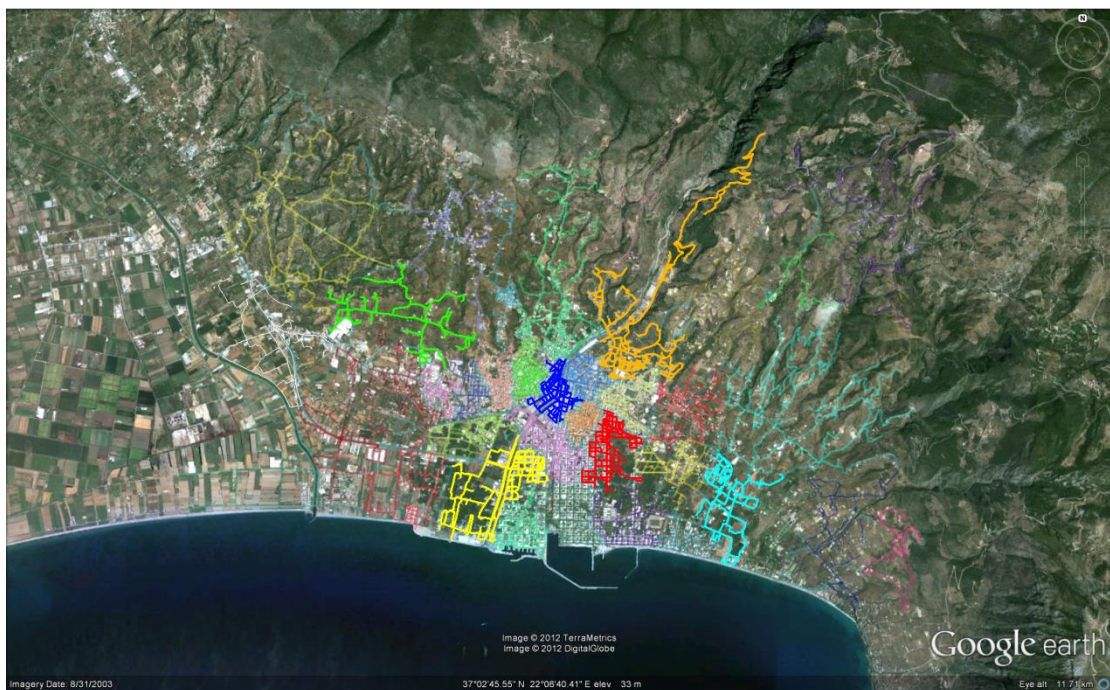 N
Image © 2012 TerraMetrics
Image © 2012 DigitalGlobe
Google earth
Imagery Date: 8/31/2003 37°02'45.55" N 22°06'40.41" E elev 33 m Eye alt 11.71 km